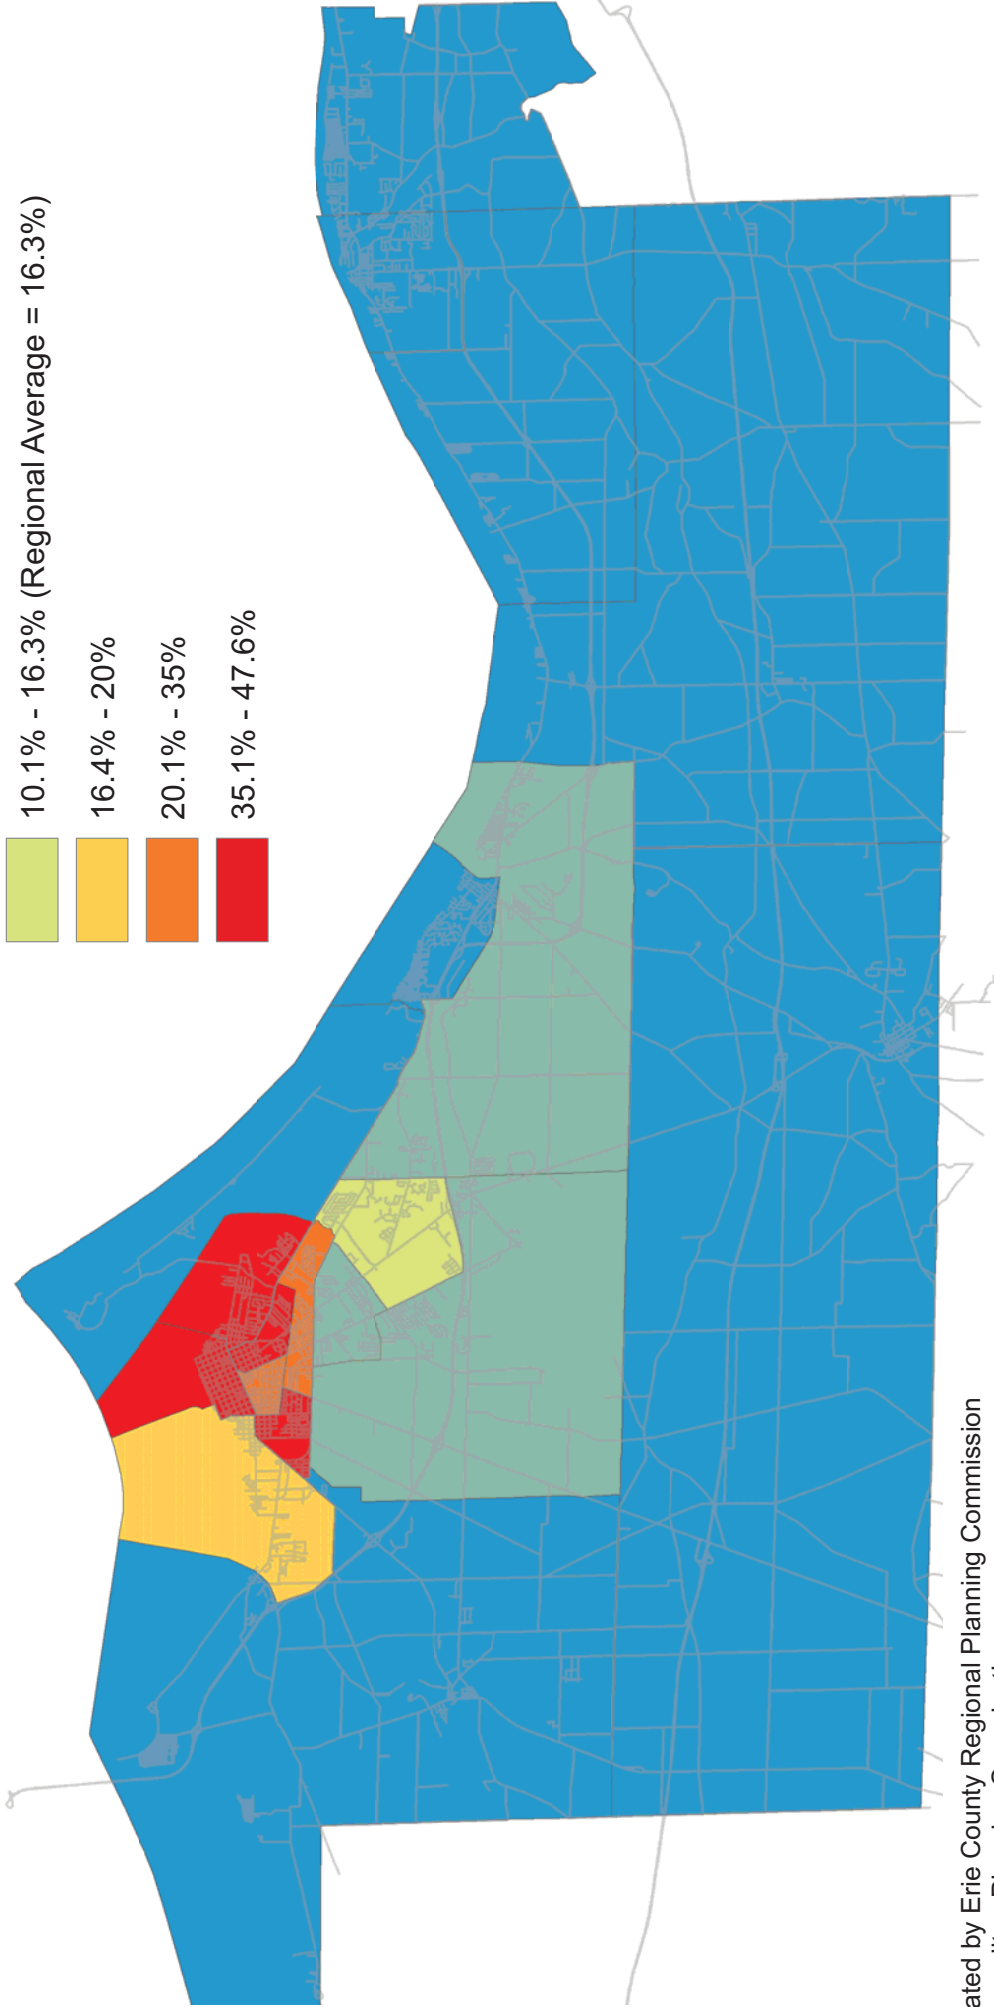 10.1% - 16.3% (Regional Average = 16.3%)
16.4% - 20%
20.1% - 35%
35.1% - 47.6%
ated by Erie County Regional Planning Commission